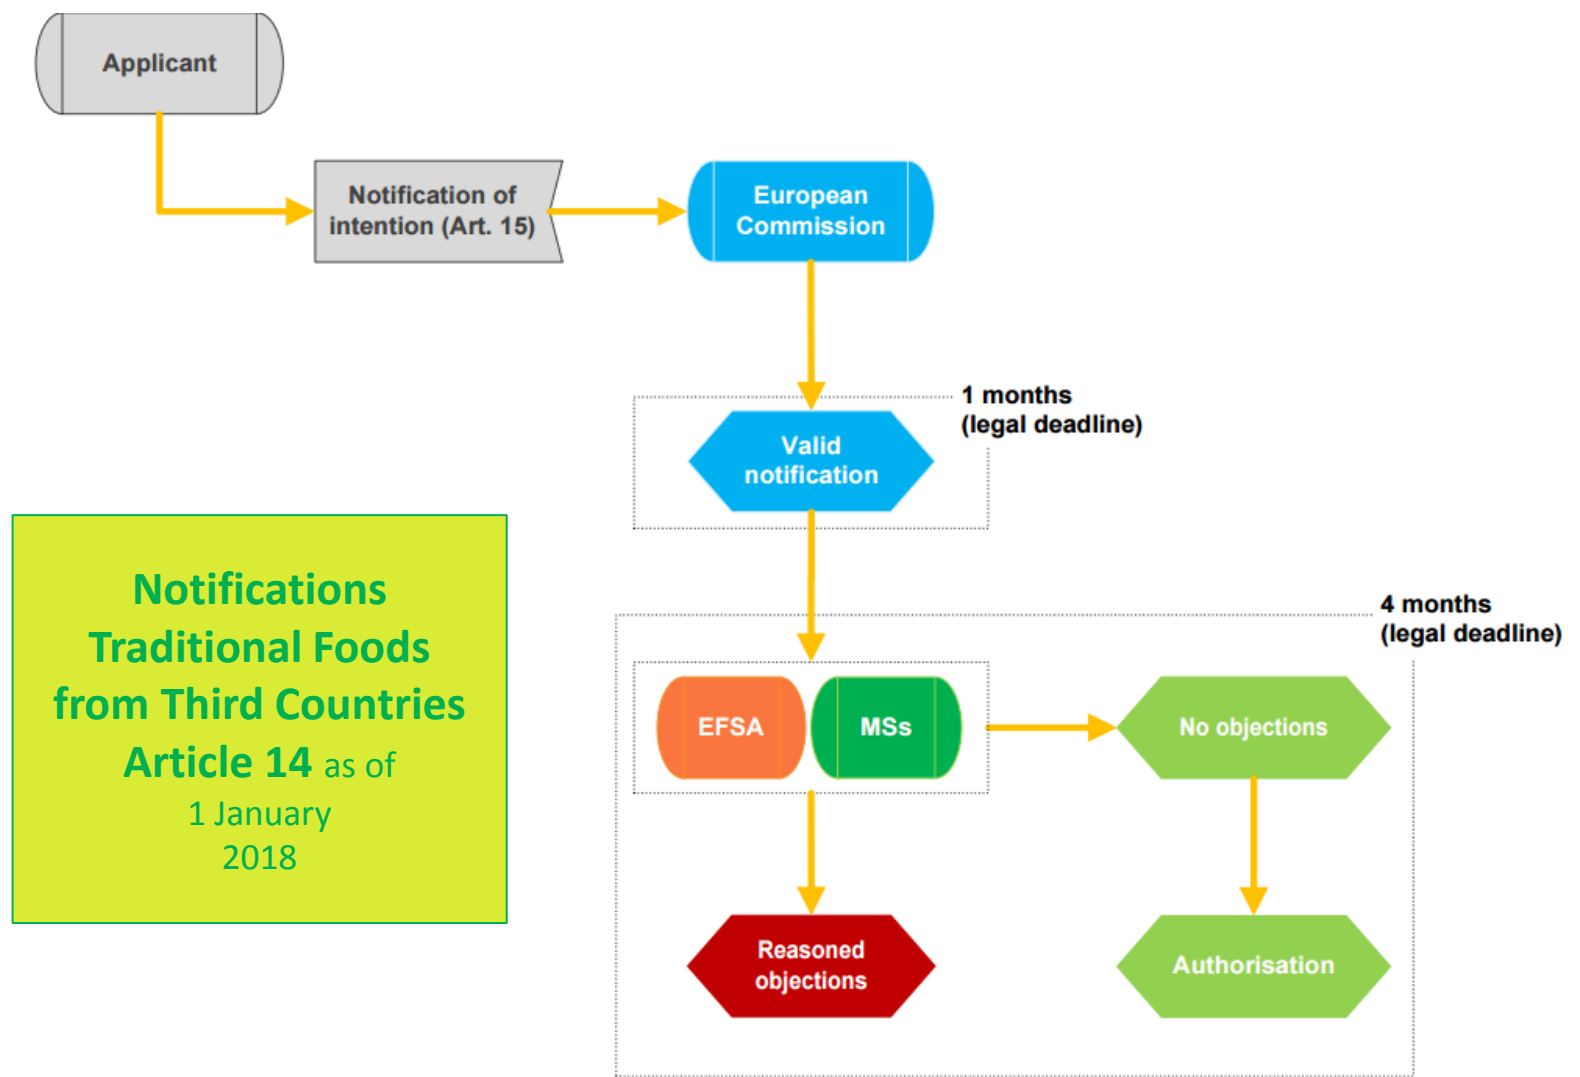 Applicant
Notification of
intention (Art. 15)
European
Commission
1 months
(legal deadline)
Valid
notification
Notifications
Traditional Foods
from Third Countries
Article 14 as of
1 January
2018
4 months
(legal deadline)
EFSA
MSs
No objections
Reasoned
objections
Authorisation